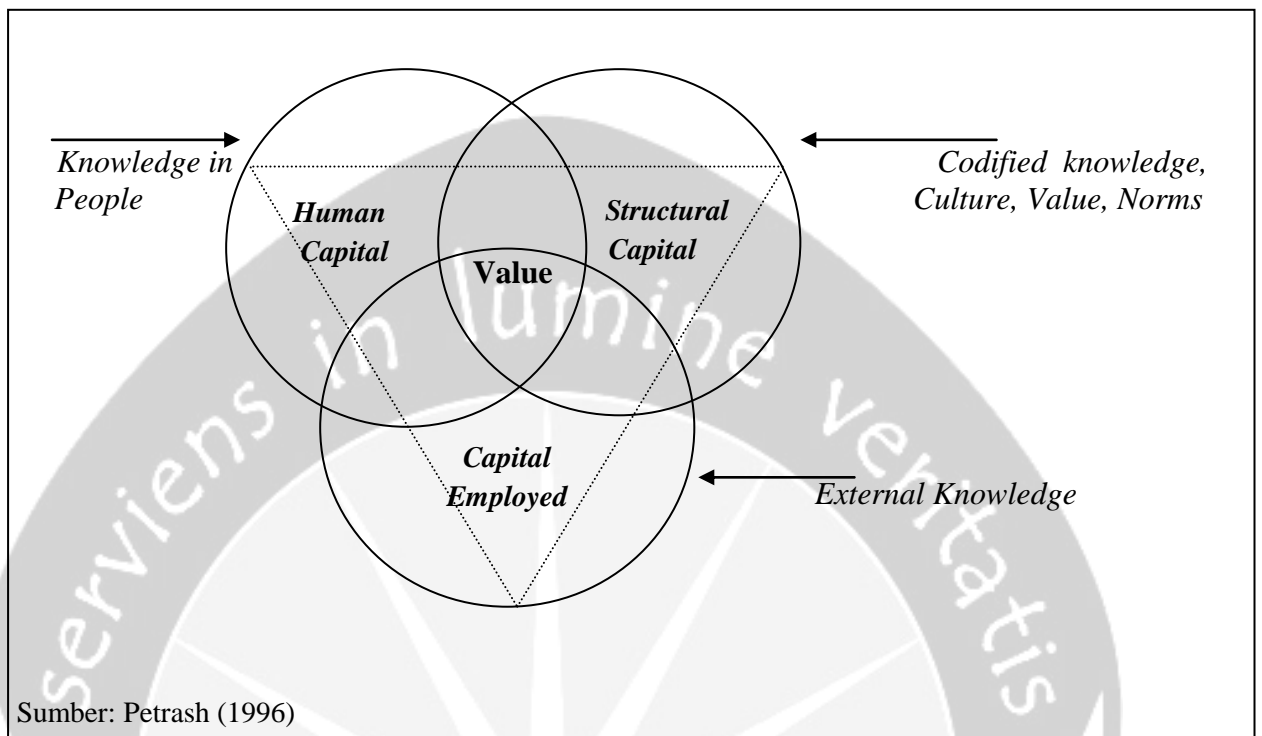 Knowledge in
People
Codified knowledge,
Culture, Value, Norms
Human
Capital
Structural
Capital
Value
Capital
Employed
External Knowledge
serviens in lumine veritatis
Sumber: Petrash (1996)